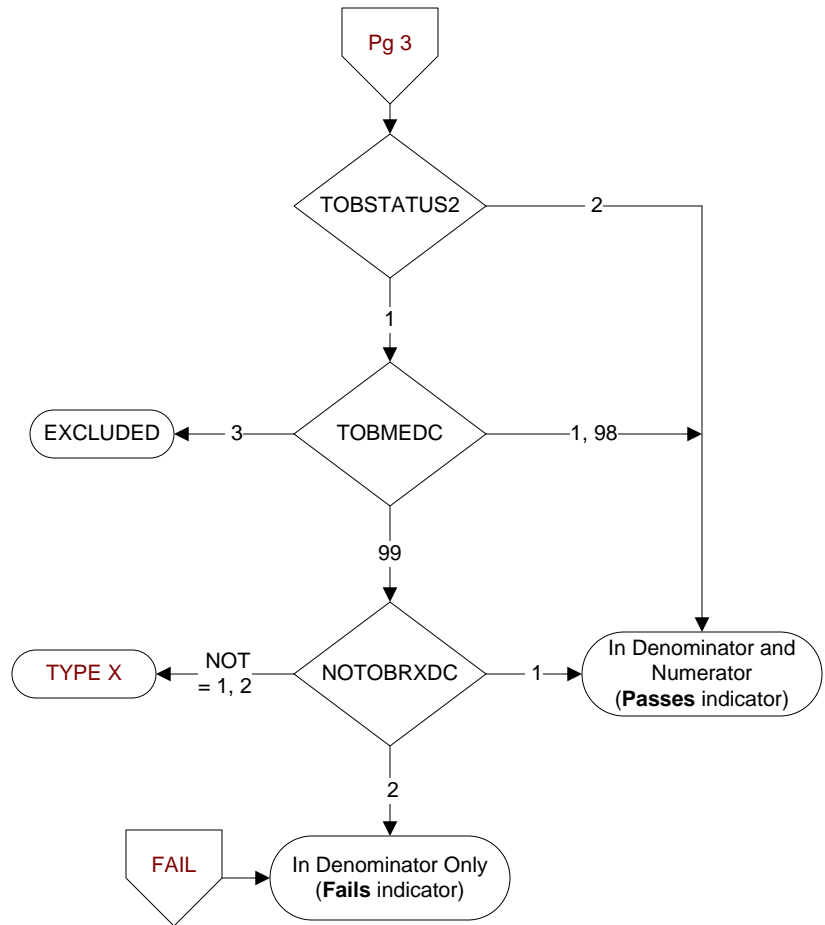 Pg 3
TOBSTATUS2
2
1
EXCLUDED
3
TOBMEDC
1, 98
99
TYPE X
NOT
= 1, 2
NOTOBRXDC
1
In Denominator and
Numerator
(Passes indicator)
2
FAIL
In Denominator Only
(Fails indicator)